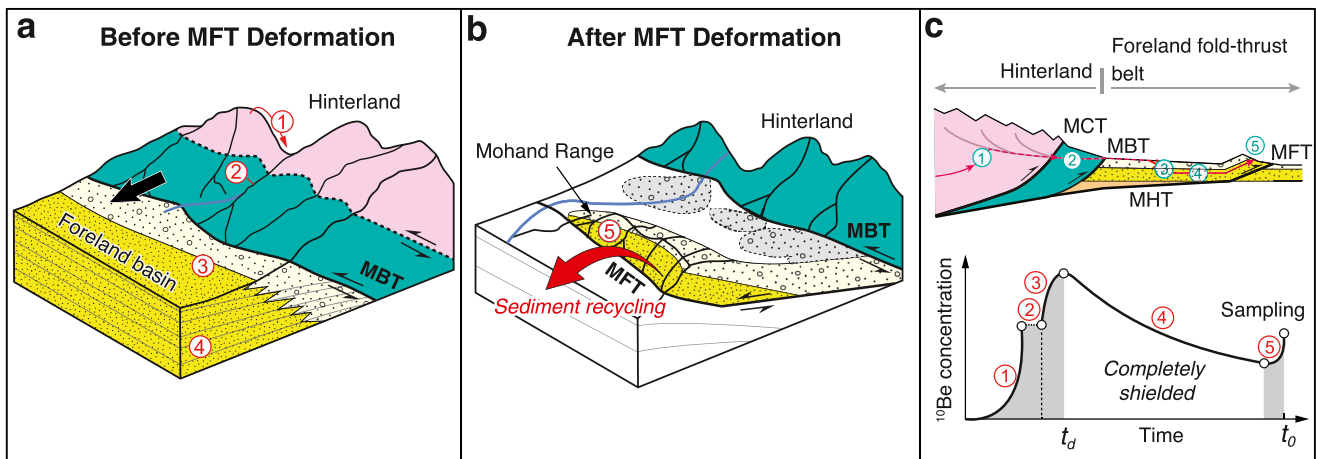 a
Before MFT Deformation
Hinterland
1
2
3
4
Foreland basin
MBT
b
After MFT Deformation
Hinterland
Mohand Range
5
MBT
MFT
Sediment recycling
c
Foreland fold-thrust
belt
Hinterland
MCT
MBT
MFT
MHT
1
2
3
4
5
10Be concentration
1
2
3
4
5
Sampling
Completely
shielded
td
Time
t0